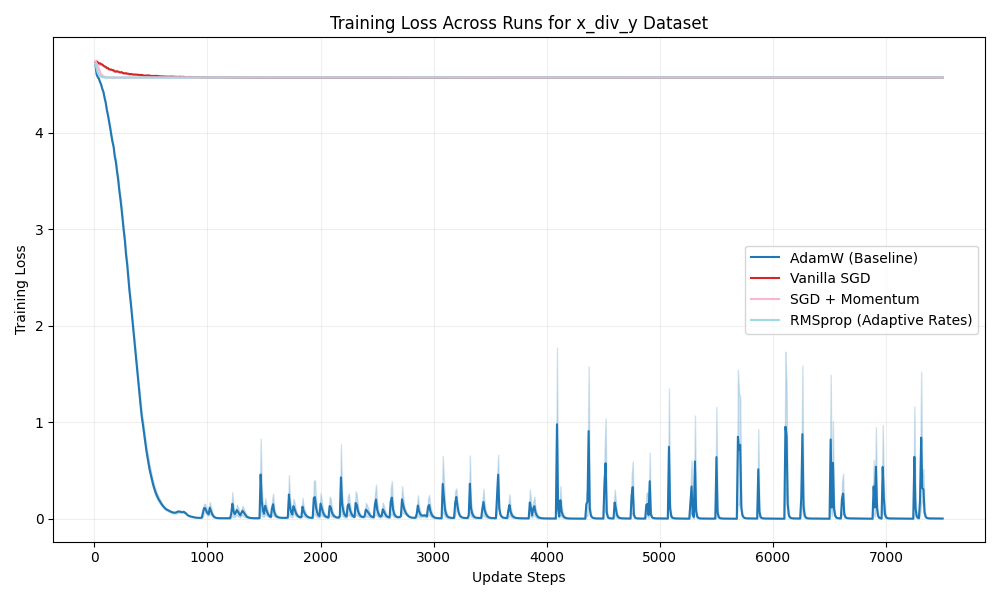 Training Loss Across Runs for x_div_y Dataset
Training Loss
4
3
2
1
0
AdamW (Baseline)
Vanilla SGD
SGD + Momentum
RMSprop (Adaptive Rates)
0 1000 2000 3000 4000 5000 6000 7000
Update Steps